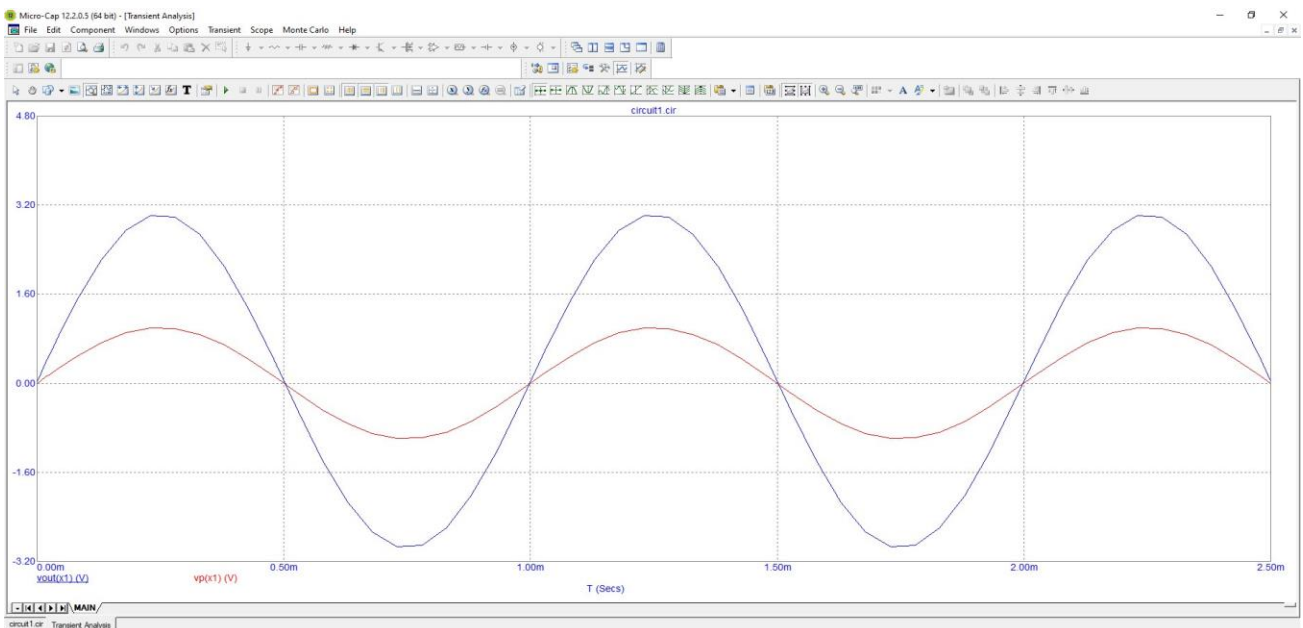 Micro-Cap 12.2.0.5 (64 bit) - [Transient Analysis]
File Edit Component Windows Options Transient Scope Monte Carlo Help
T
A
circuit1.cir
4.80
3.20
1.60
0.00
-1.60
-3.20
0.00m 0.50m 1.00m 1.50m 2.00m 2.50m
vout(x1) (V) vp(x1) (V)
T (Secs)
MAIN
circuit1.cir Transient Analysis